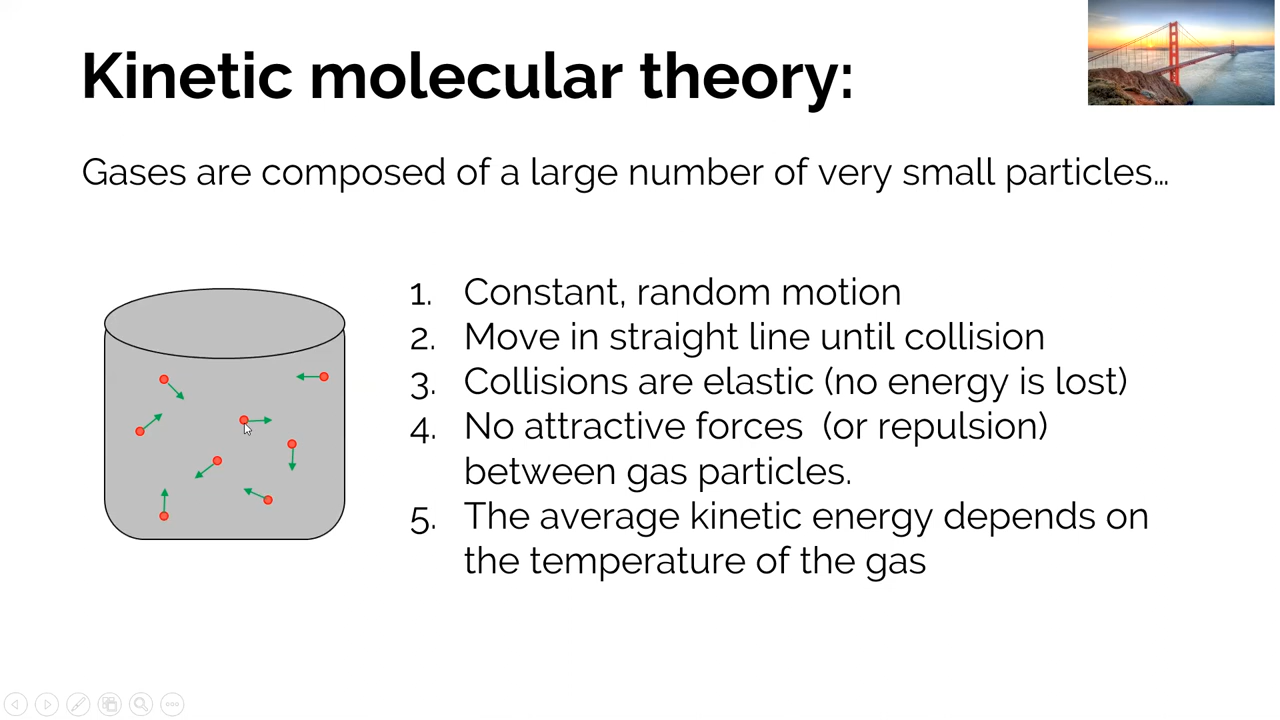 Kinetic molecular theory:
Gases are composed of a large number of very small particles…
1. Constant, random motion
2. Move in straight line until collision
3. Collisions are elastic (no energy is lost)
4. No attractive forces  (or repulsion)
between gas particles.
5. The average kinetic energy depends on
the temperature of the gas